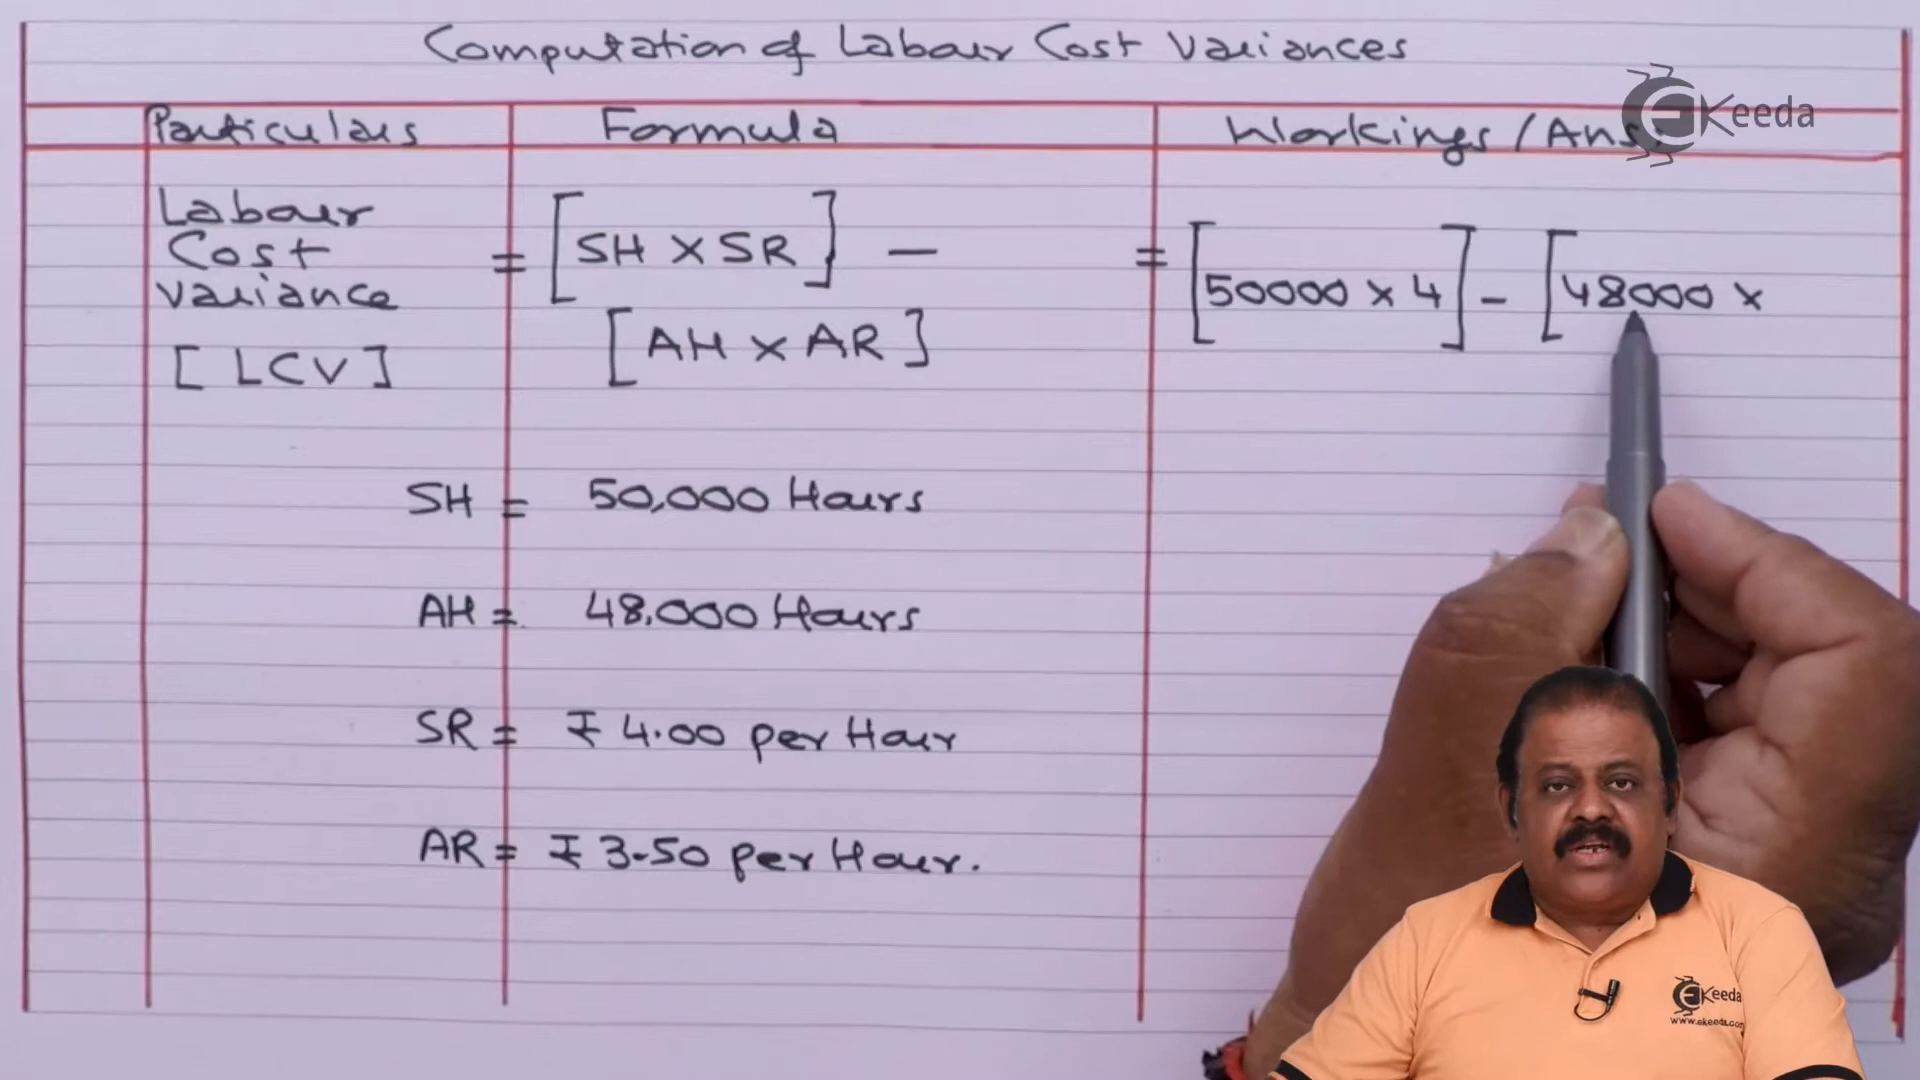 Computation of Labour Cost Variances
Particulars Formula Workings / Ans.
EKeeda
Labour Cost Variance [LCV] = [SH X SR] - [AH X AR] = [50000 X 4] - [48000 X
SH = 50,000 Hours
AH = 48,000 Hours
SR = ₹ 4.00 per Hour
AR = ₹ 3.50 per Hour.
EKeeda
www.ekeeda.com